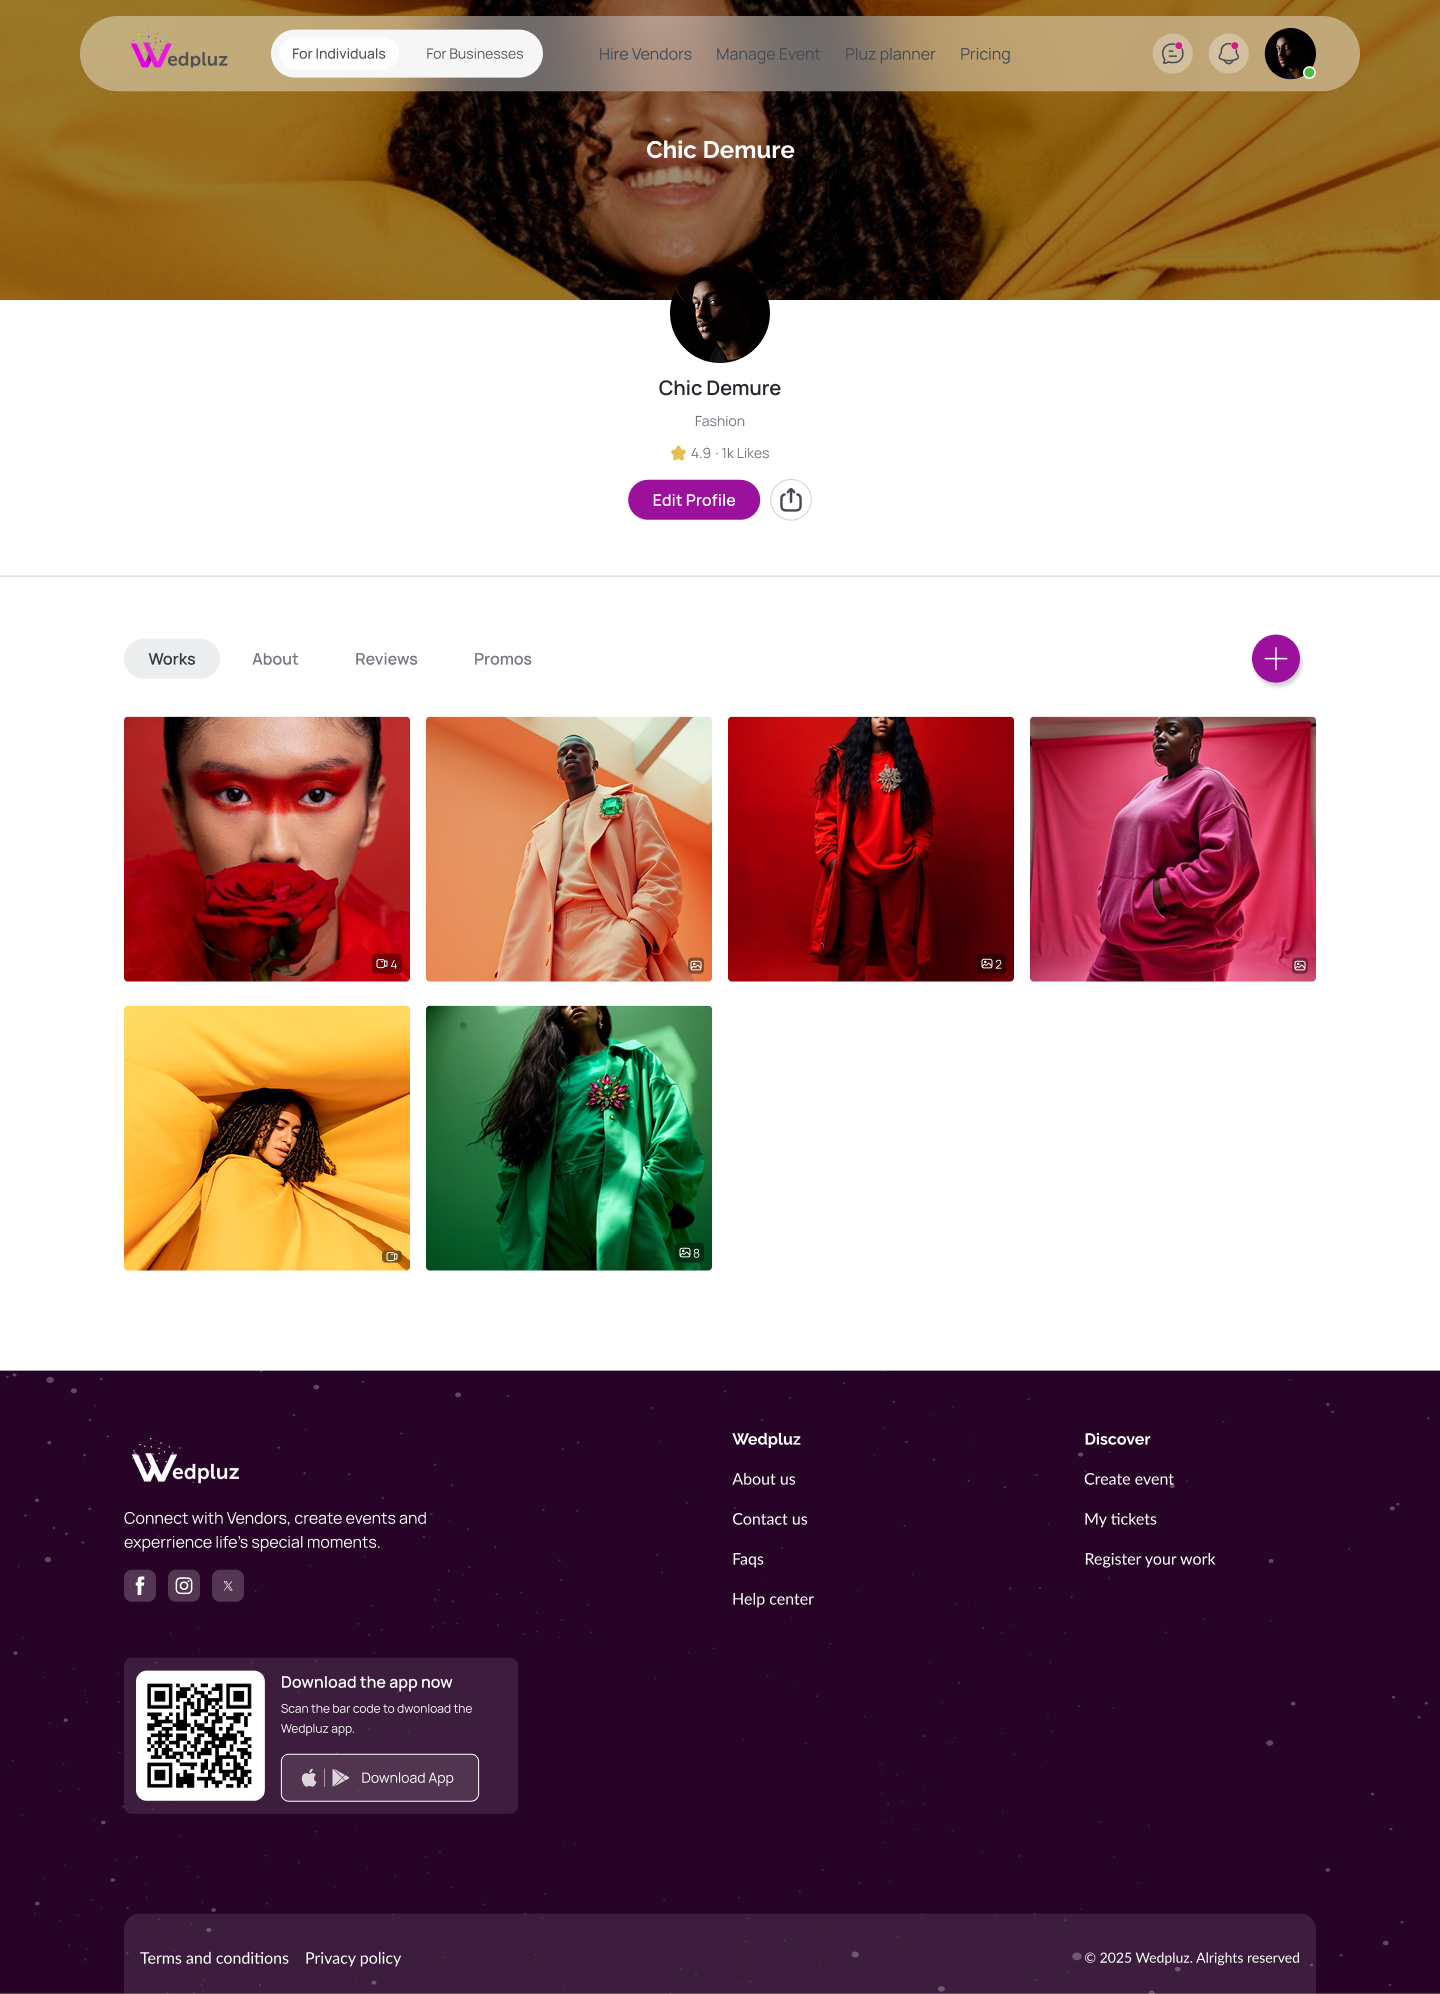 Wedpluz
For Individuals
For Businesses
Hire Vendors
Manage Event
Pluz planner
Pricing
Chic Demure
Chic Demure
Fashion
4.9 · 1k Likes
Edit Profile
Works
About
Reviews
Promos
4
2
8
Wedpluz
Connect with Vendors, create events and
experrience life's special moments.
f
𝕏
Download the app now
Scan the bar code to dwonload the
Wedpluz app.
Download App
Wedpluz
About us
Contact us
Faqs
Help center
Discover
Create event
My tickets
Register your work
Terms and conditions
Privacy policy
© 2025 Wedpluz. Alrights reserved